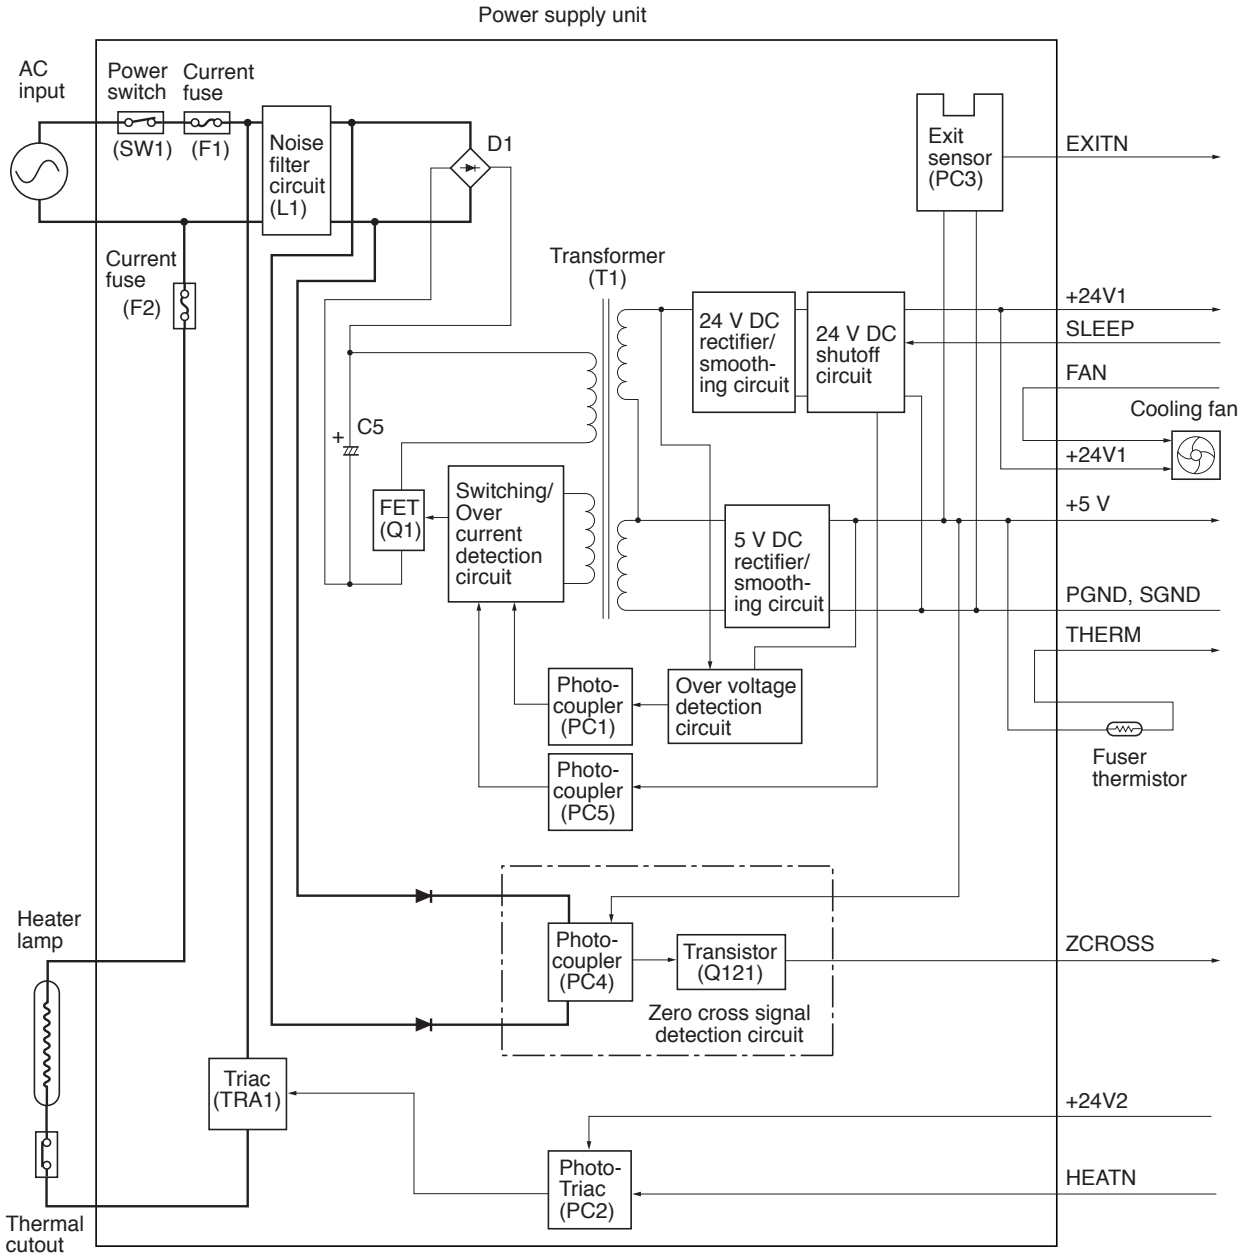 Power supply unit
AC
input
Power
switch
(SW1)
Current
fuse
(F1)
Noise
filter
circuit
(L1)
D1
Exit
sensor
(PC3)
EXITN
Current
fuse
(F2)
Transformer
(T1)
24 V DC
rectifier/
smooth-
ing circuit
24 V DC
shutoff
circuit
+24V1
SLEEP
FAN
Cooling fan
+24V1
+ C5
FET
(Q1)
Switching/
Over
current
detection
circuit
5 V DC
rectifier/
smooth-
ing circuit
+5 V
PGND, SGND
THERM
Photo-
coupler
(PC1)
Over voltage
detection
circuit
Fuser
thermistor
Photo-
coupler
(PC5)
Heater
lamp
Photo-
coupler
(PC4)
Transistor
(Q121)
ZCROSS
Zero cross signal
detection circuit
Triac
(TRA1)
+24V2
Photo-
Triac
(PC2)
HEATN
Thermal
cutout